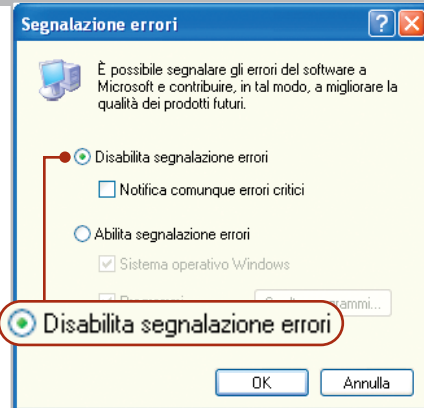 Segnalazione errori
È possibile segnalare gli errori del software a
Microsoft e contribuire, in tal modo, a migliorare la
qualità dei prodotti futuri.
Disabilita segnalazione errori
Notifica comunque errori critici
Abilita segnalazione errori
Sistema operativo Windows
Disabilita segnalazione errori
OK Annulla